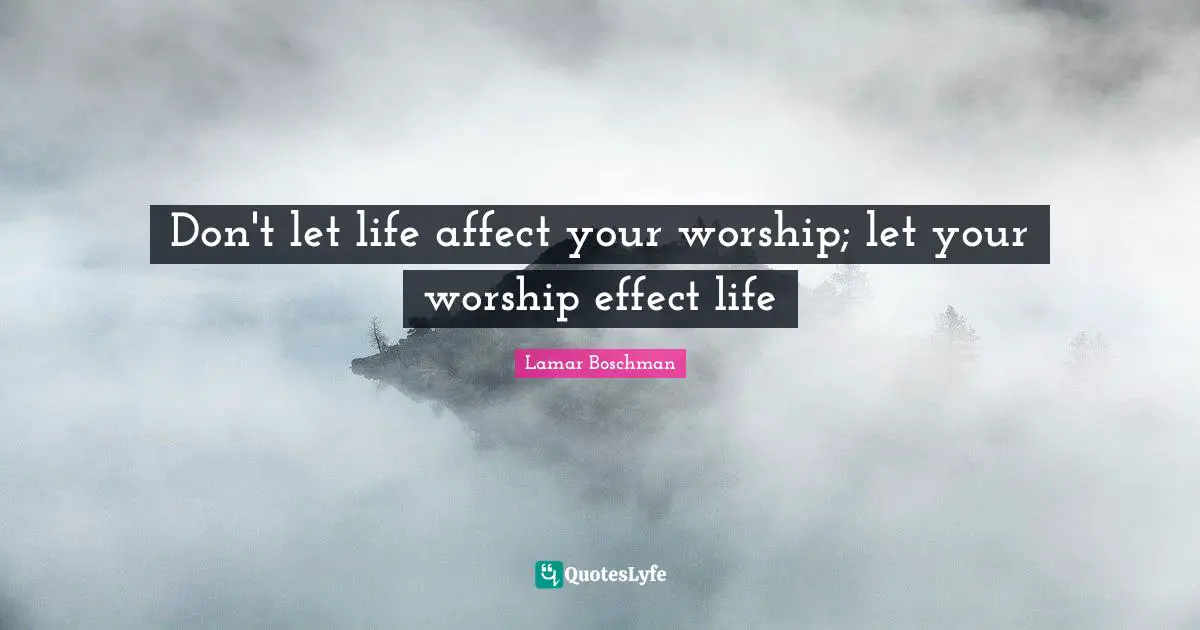 Don't let life affect your worship; let your
worship effect life
Lamar Boschman
QuotesLyfe